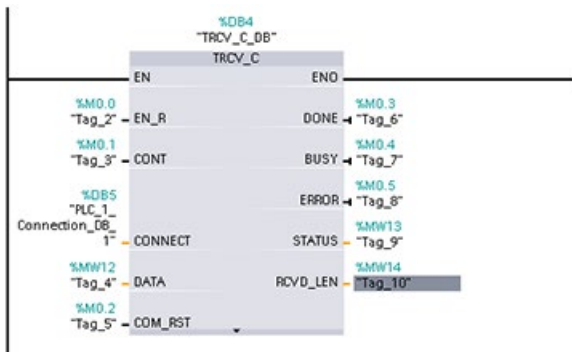 %DB4
"TRCV_C_DB"
TRCV_C
EN ENO
%M0.0 %M0.3
"Tag_2" EN_R DONE "Tag_6"
%M0.1 %M0.4
"Tag_3" CONT BUSY "Tag_7"
%M0.5
%DB5 ERROR "Tag_8"
"PLC_1_
Connection_DB_ %MW13
1" CONNECT STATUS "Tag_9"
%MW12 %MW14
"Tag_4" DATA RCVD_LEN "Tag_10"
%M0.2
"Tag_5" COM_RST